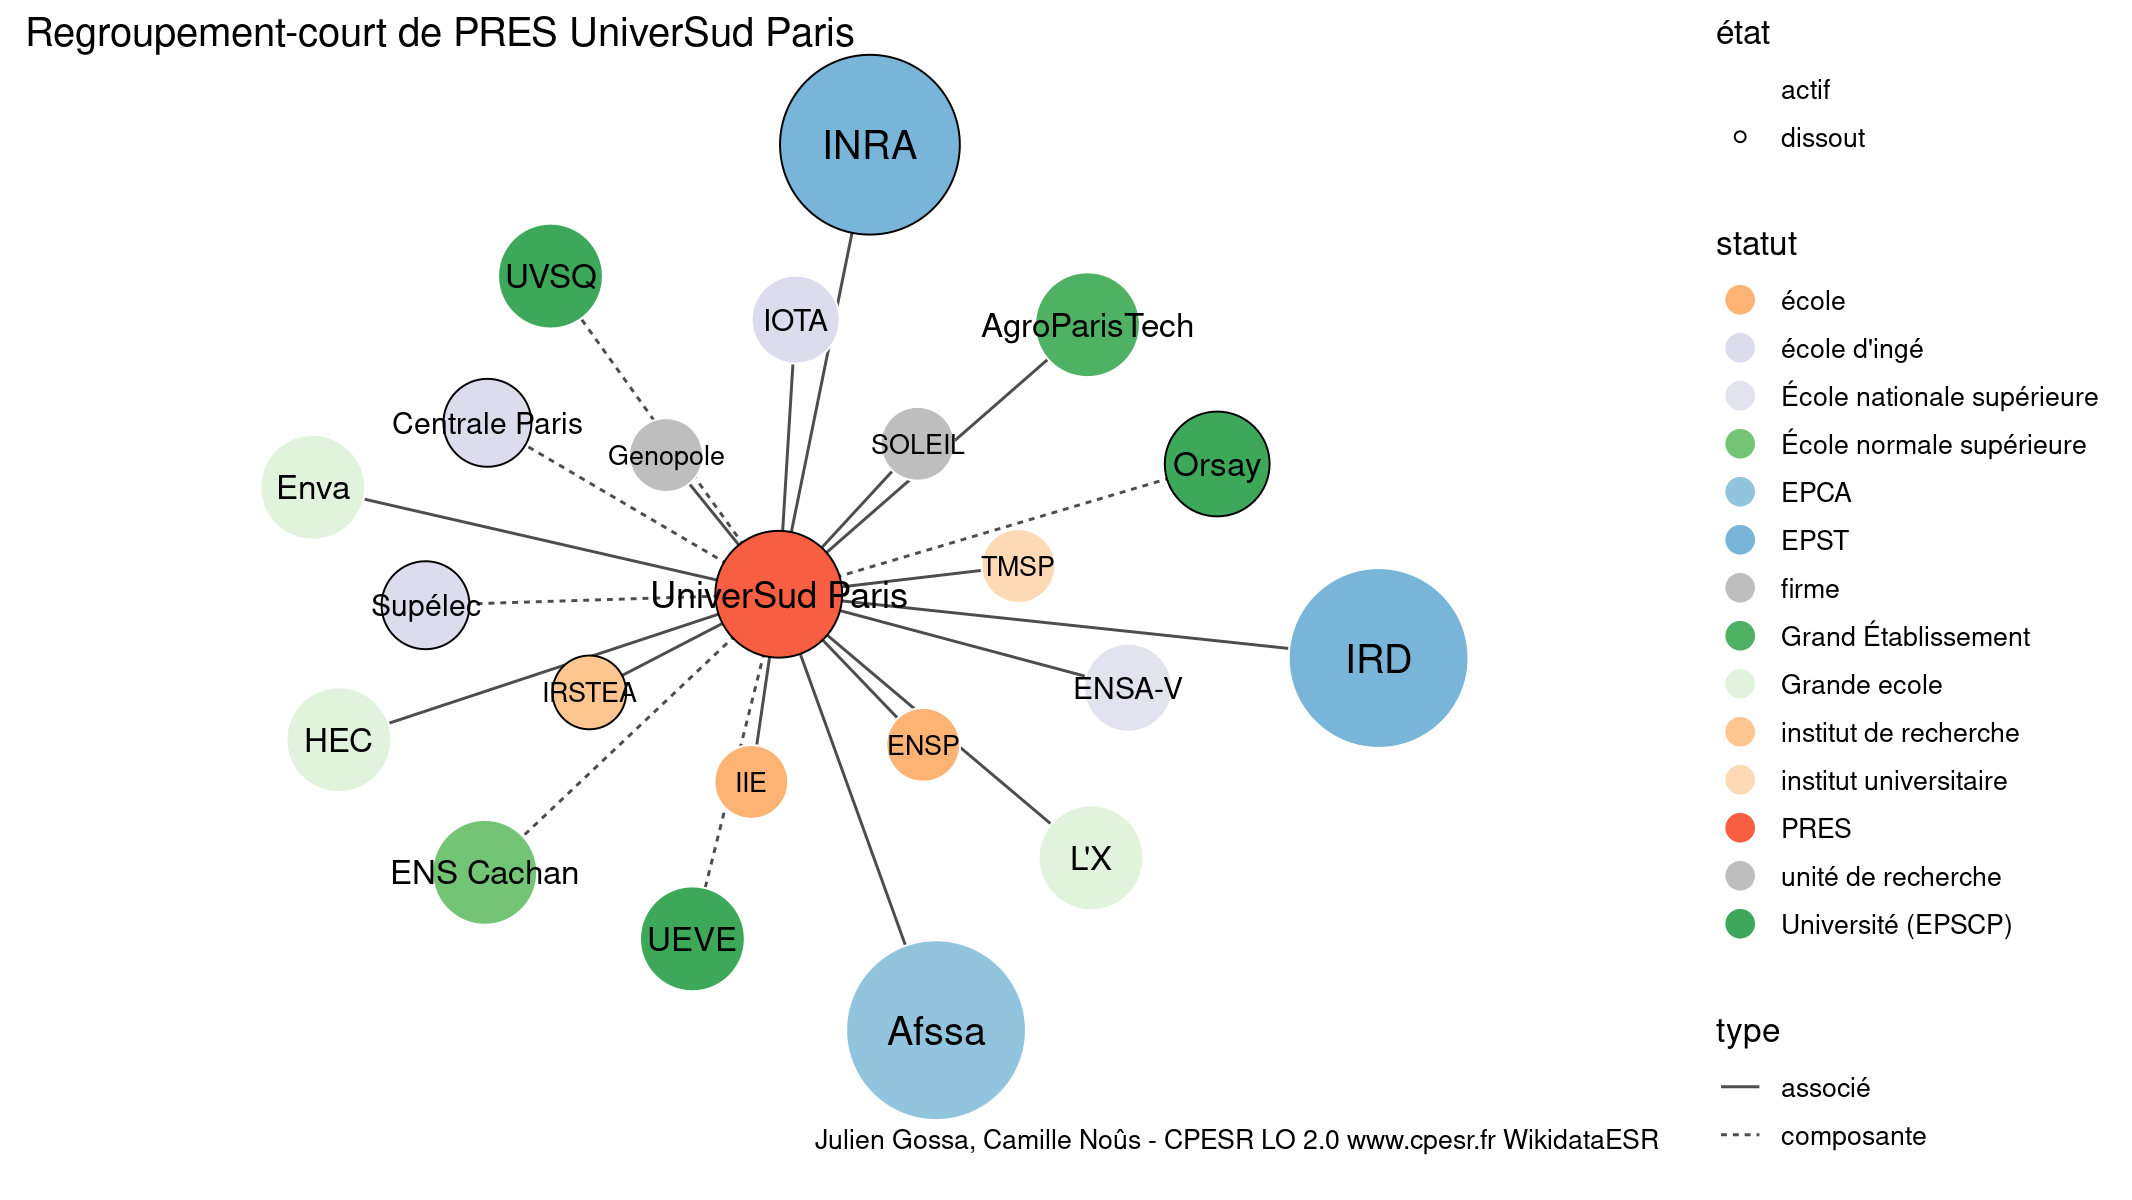 Regroupement-court de PRES UniverSud Paris
INRA
UVSQ
IOTA
AgroParisTech
Centrale Paris
Genopole
SOLEIL
Orsay
Enva
TMSP
UniverSud Paris
Supélec
IRD
ENSA-V
IRSTEA
HEC
ENSP
IIE
L'X
ENS Cachan
UEVE
Afssa
Julien Gossa, Camille Noûs - CPESR LO 2.0 www.cpesr.fr WikidataESR
état
actif
dissout
statut
école
école d'ingé
École nationale supérieure
École normale supérieure
EPCA
EPST
firme
Grand Établissement
Grande ecole
institut de recherche
institut universitaire
PRES
unité de recherche
Université (EPSCP)
type
associé
composante